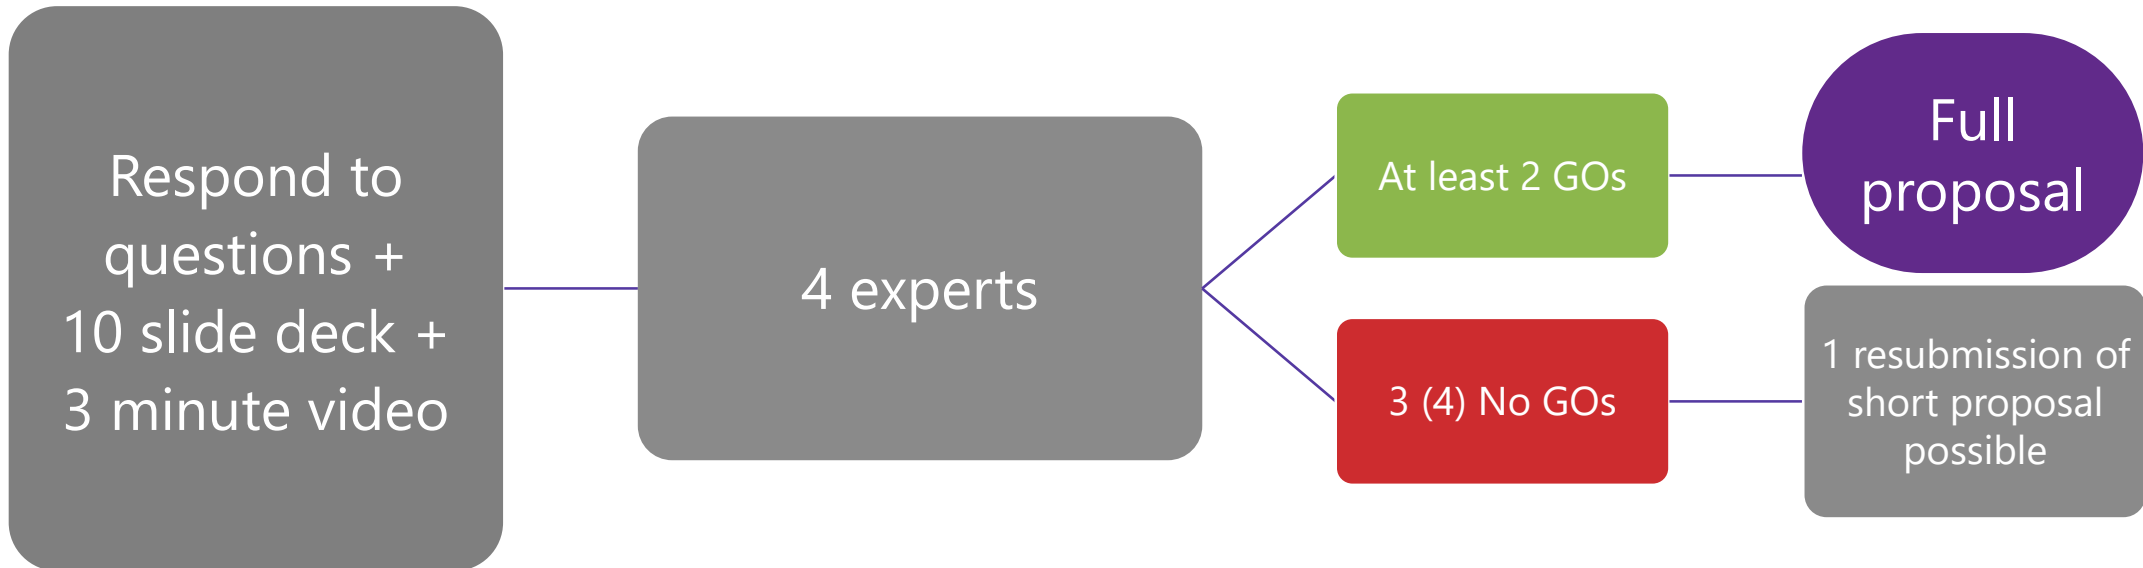 Respond to
questions +
10 slide deck +
3 minute video
4 experts
At least 2 GOs
Full
proposal
3 (4) No GOs
1 resubmission of
short proposal
possible